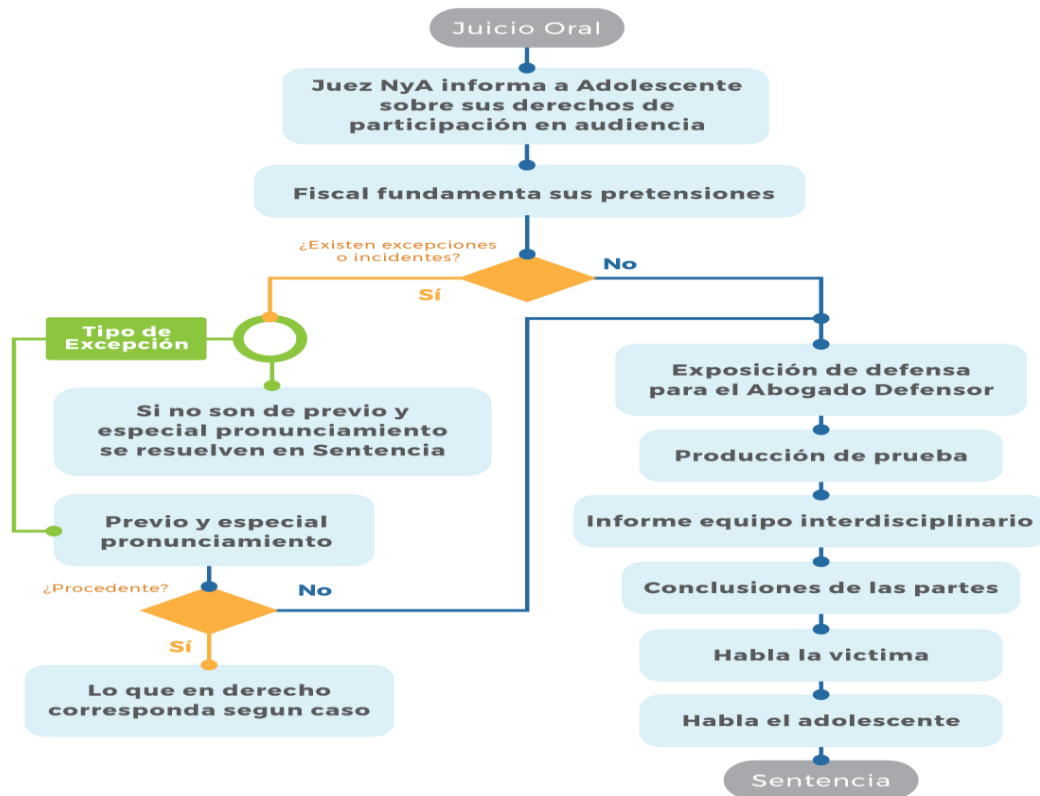 Juicio Oral
Juez NyA informa a Adolescente
sobre sus derechos de
participación en audiencia
Fiscal fundamenta sus pretensiones
¿Existen excepciones
o incidentes?
No
Sí
Tipo de
Excepción
Si no son de previo y
especial pronunciamiento
se resuelven en Sentencia
Previo y especial
pronunciamiento
¿Procedente?
No
Sí
Lo que en derecho
corresponda segun caso
Exposición de defensa
para el Abogado Defensor
Producción de prueba
Informe equipo interdisciplinario
Conclusiones de las partes
Habla la victima
Habla el adolescente
Sentencia